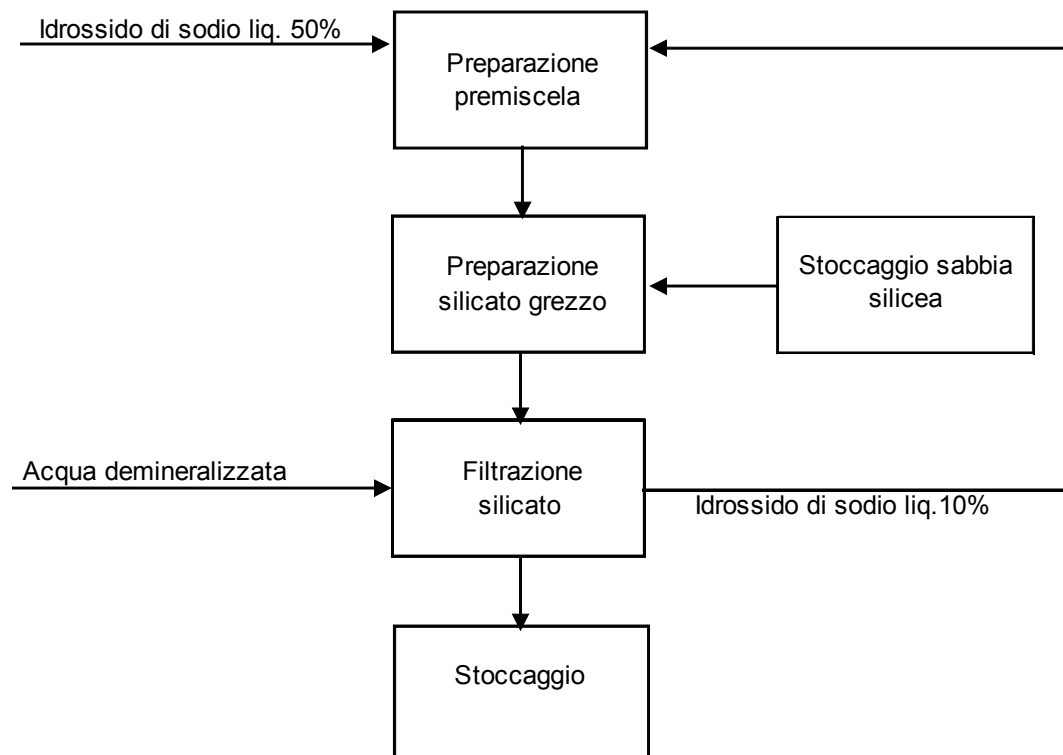 Idrossido di sodio liq. 50%
Preparazione
premiscela
Preparazione
silicato grezzo
Stoccaggio sabbia
silicea
Acqua demineralizzata
Filtrazione
silicato
Idrossido di sodio liq.10%
Stoccaggio